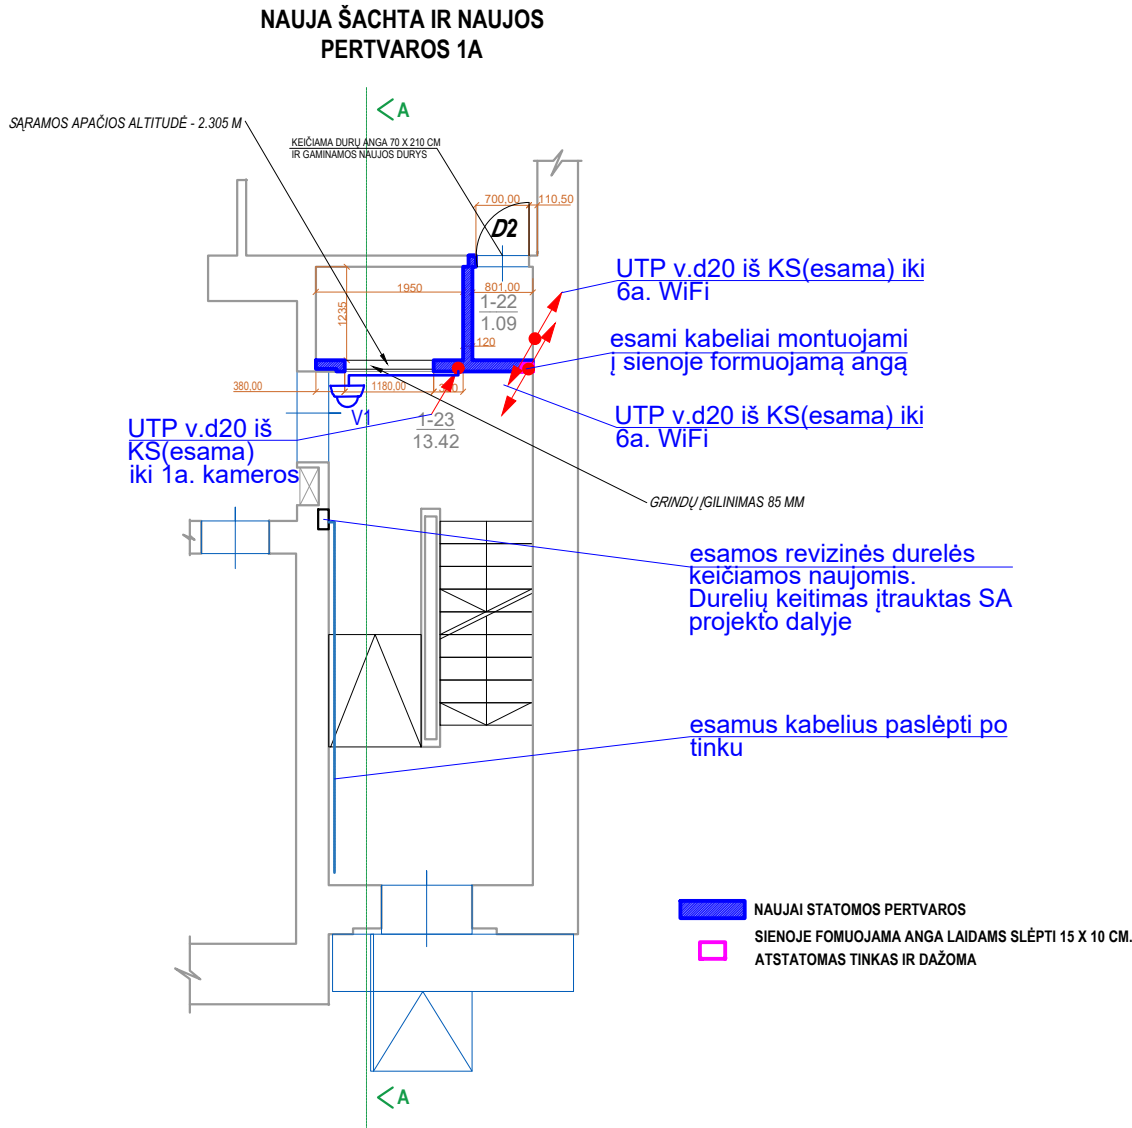 NAUJA ŠACHTA IR NAUJOS
PERTVAROS 1A
A
SĄRAMOS APAČIOS ALTITUDĖ - 2.305 M
KEIČIAMA DURŲ ANGA 70 X 210 CM
IR GAMINAMOS NAUJOS DURYS
700,00
110,50
D2
UTP v.d20 iš KS(esama) iki
6a. WiFi
1950
801,00
1-22
1.09
1235
120
esami kabeliai montuojami
į sienoje formuojamą angą
380,00
1180,00
V1
1-23
13.42
UTP v.d20 iš KS(esama) iki
6a. WiFi
UTP v.d20 iš
KS(esama)
iki 1a. kameros
GRINDŲ ĮGILINIMAS 85 MM
esamos revizinės durelės
keičiamos naujomis.
Durelių keitimas įtrauktas SA
projekto dalyje
esamus kabelius paslėpti po
tinku
NAUJAI STATOMOS PERTVAROS
SIENOJE FOMUOJAMA ANGA LAIDAMS SLĖPTI 15 X 10 CM.
ATSTATOMAS TINKAS IR DAŽOMA
A